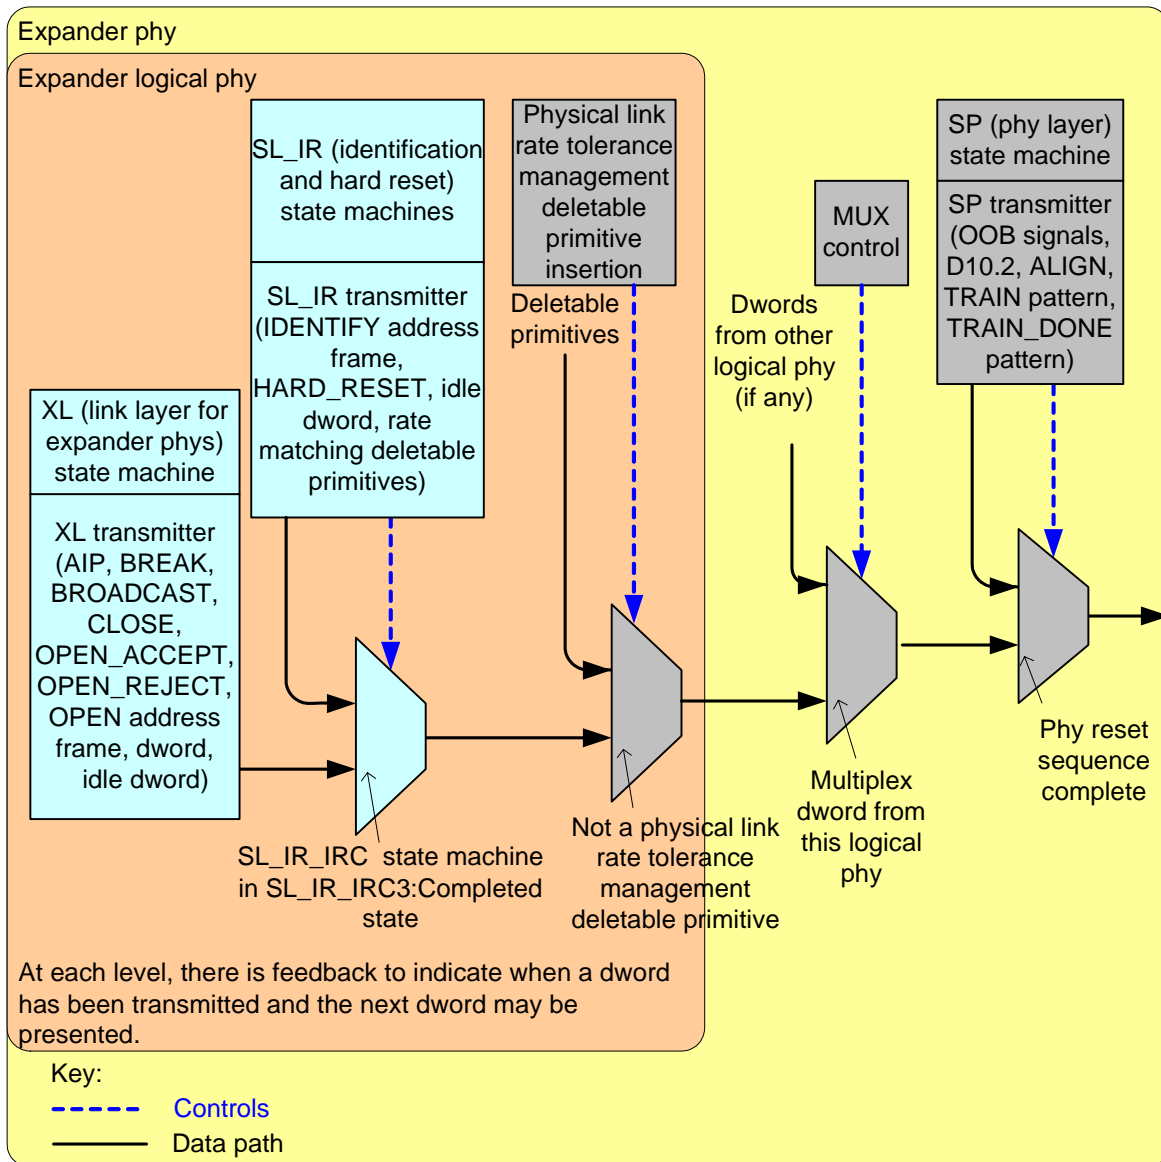 Expander phy
Expander logical phy
SL_IR (identification
and hard reset)
state machines
SL_IR transmitter
(IDENTIFY address
frame,
HARD_RESET, idle
dword, rate
matching deletable
primitives)
Physical link
rate tolerance
management
deletable
primitive
insertion
Deletable
primitives
MUX
control
Dwords
from other
logical phy
(if any)
SP (phy layer)
state machine
SP transmitter
(OOB signals,
D10.2, ALIGN,
TRAIN pattern,
TRAIN_DONE
pattern)
XL (link layer for
expander phys)
state machine
XL transmitter
(AIP, BREAK,
BROADCAST,
CLOSE,
OPEN_ACCEPT,
OPEN_REJECT,
OPEN address
frame, dword,
idle dword)
SL_IR_IRC state machine
in SL_IR_IRC3:Completed
state
Not a physical link
rate tolerance
management
deletable primitive
Multiplex
dword from
this logical
phy
Phy reset
sequence
complete
At each level, there is feedback to indicate when a dword
has been transmitted and the next dword may be
presented.
Key:
Controls
Data path